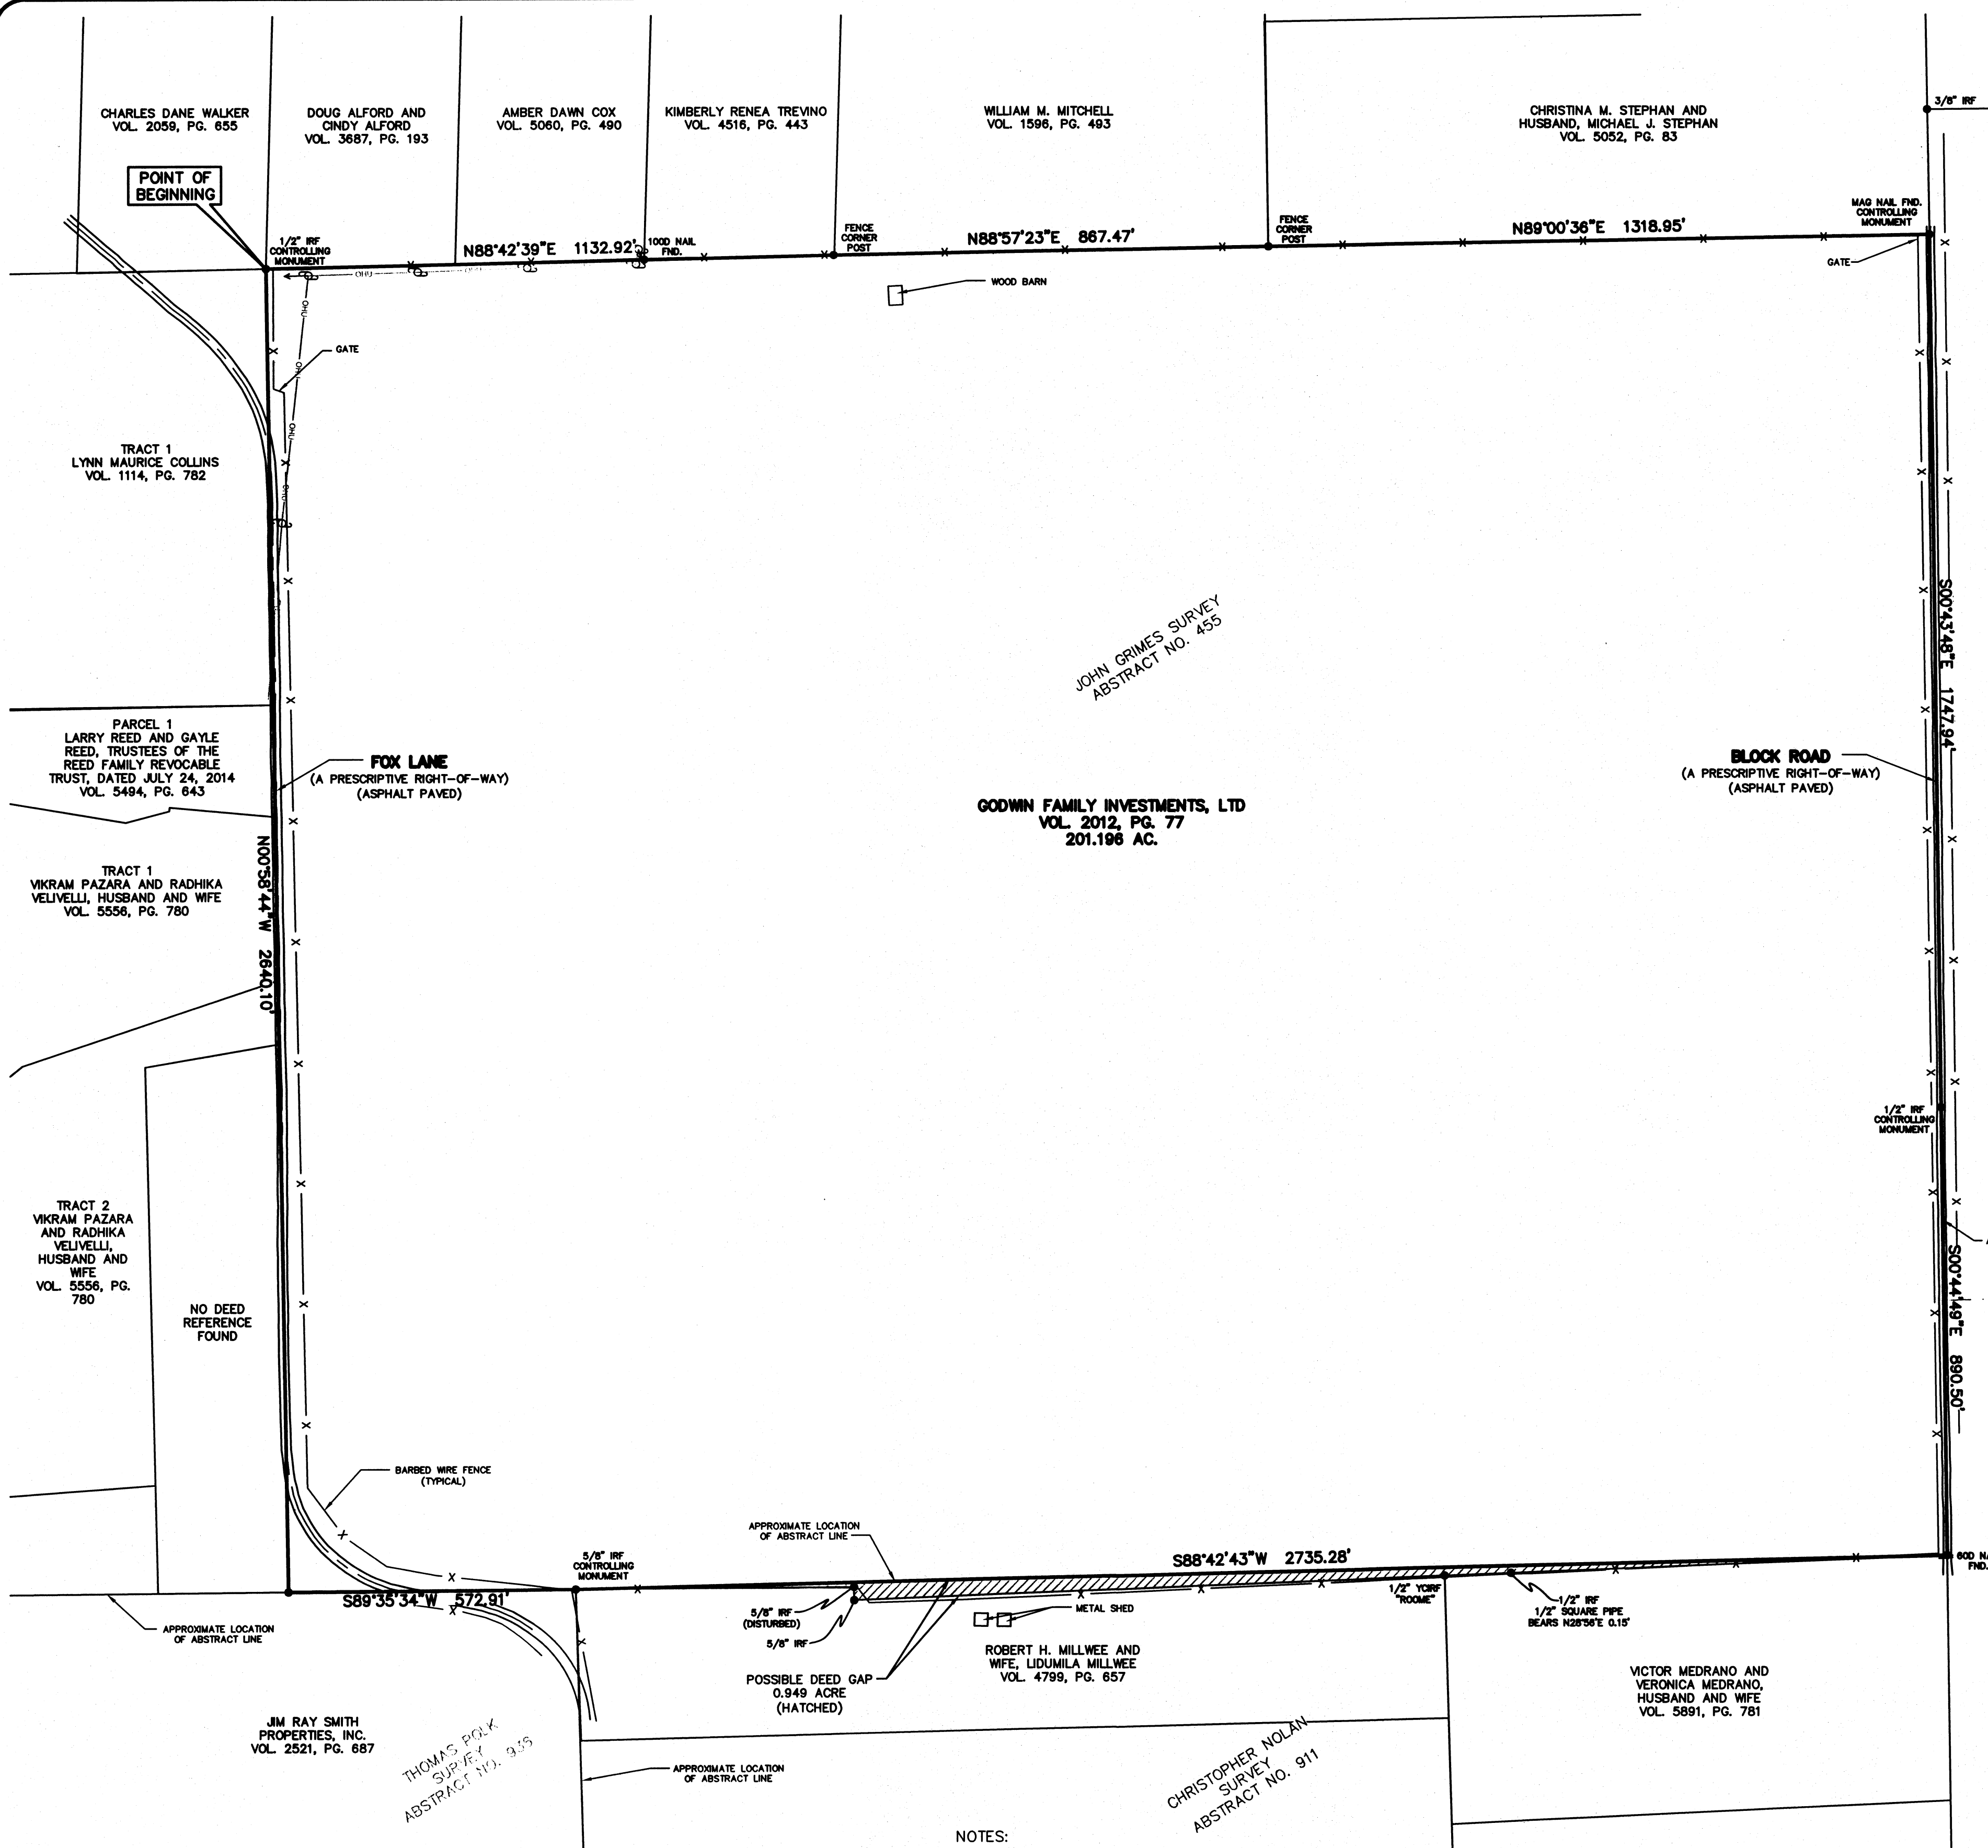 CHARLES DANE WALKER
VOL. 2059, PG. 655
DOUG ALFORD AND
CINDY ALFORD
VOL. 3687, PG. 193
AMBER DAWN COX
VOL. 5060, PG. 490
KIMBERLY RENEA TREVINO
VOL. 4516, PG. 443
WILLIAM M. MITCHELL
VOL. 1596, PG. 493
CHRISTINA M. STEPHAN AND
HUSBAND, MICHAEL J. STEPHAN
VOL. 5052, PG. 83
3/8" IRF
POINT OF
BEGINNING
1/2" IRF
CONTROLLING
MONUMENT
N88°42'39"E 1132.92'
100D NAIL
FND.
FENCE
CORNER
POST
N88°57'23"E 867.47'
FENCE
CORNER
POST
N89°00'36"E 1318.95'
MAG NAIL FND.
CONTROLLING
MONUMENT
GATE
OHU
OHU
OHU
OHU
OHU
GATE
WOOD BARN
TRACT 1
LYNN MAURICE COLLINS
VOL. 1114, PG. 782
JOHN GRIMES SURVEY
ABSTRACT NO. 455
S00°43'48"E 1747.94'
PARCEL 1
LARRY REED AND GAYLE
REED, TRUSTEES OF THE
REED FAMILY REVOCABLE
TRUST, DATED JULY 24, 2014
VOL. 5494, PG. 643
FOX LANE
(A PRESCRIPTIVE RIGHT-OF-WAY)
(ASPHALT PAVED)
BLOCK ROAD
(A PRESCRIPTIVE RIGHT-OF-WAY)
(ASPHALT PAVED)
GODWIN FAMILY INVESTMENTS, LTD
VOL. 2012, PG. 77
201.196 AC.
TRACT 1
VIKRAM PAZARA AND RADHIKA
VELIVELLI, HUSBAND AND WIFE
VOL. 5556, PG. 780
N00°58'44"W 2640.10'
1/2" IRF
CONTROLLING
MONUMENT
TRACT 2
VIKRAM PAZARA
AND RADHIKA
VELIVELLI,
HUSBAND AND
WIFE
VOL. 5556, PG.
780
NO DEED
REFERENCE
FOUND
S00°44'49"E 890.50'
BARBED WIRE FENCE
(TYPICAL)
APPROXIMATE LOCATION
OF ABSTRACT LINE
5/8" IRF
CONTROLLING
MONUMENT
S88°42'43"W 2735.28'
60D
FND.
S89°35'34"W 572.91'
5/8" IRF
(DISTURBED)
5/8" IRF
METAL SHED
1/2" YCIRF
"ROOME"
1/2" IRF
1/2" SQUARE PIPE
BEARS N28°56'E 0.15'
APPROXIMATE LOCATION
OF ABSTRACT LINE
POSSIBLE DEED GAP
0.949 ACRE
(HATCHED)
ROBERT H. MILLWEE AND
WIFE, LIDUMILA MILLWEE
VOL. 4799, PG. 657
VICTOR MEDRANO AND
VERONICA MEDRANO,
HUSBAND AND WIFE
VOL. 5891, PG. 781
JIM RAY SMITH
PROPERTIES, INC.
VOL. 2521, PG. 687
THOMAS POLK
SURVEY
ABSTRACT NO.
APPROXIMATE LOCATION
OF ABSTRACT LINE
CHRISTOPHER NOLAN
SURVEY
ABSTRACT NO. 911
NOTES: